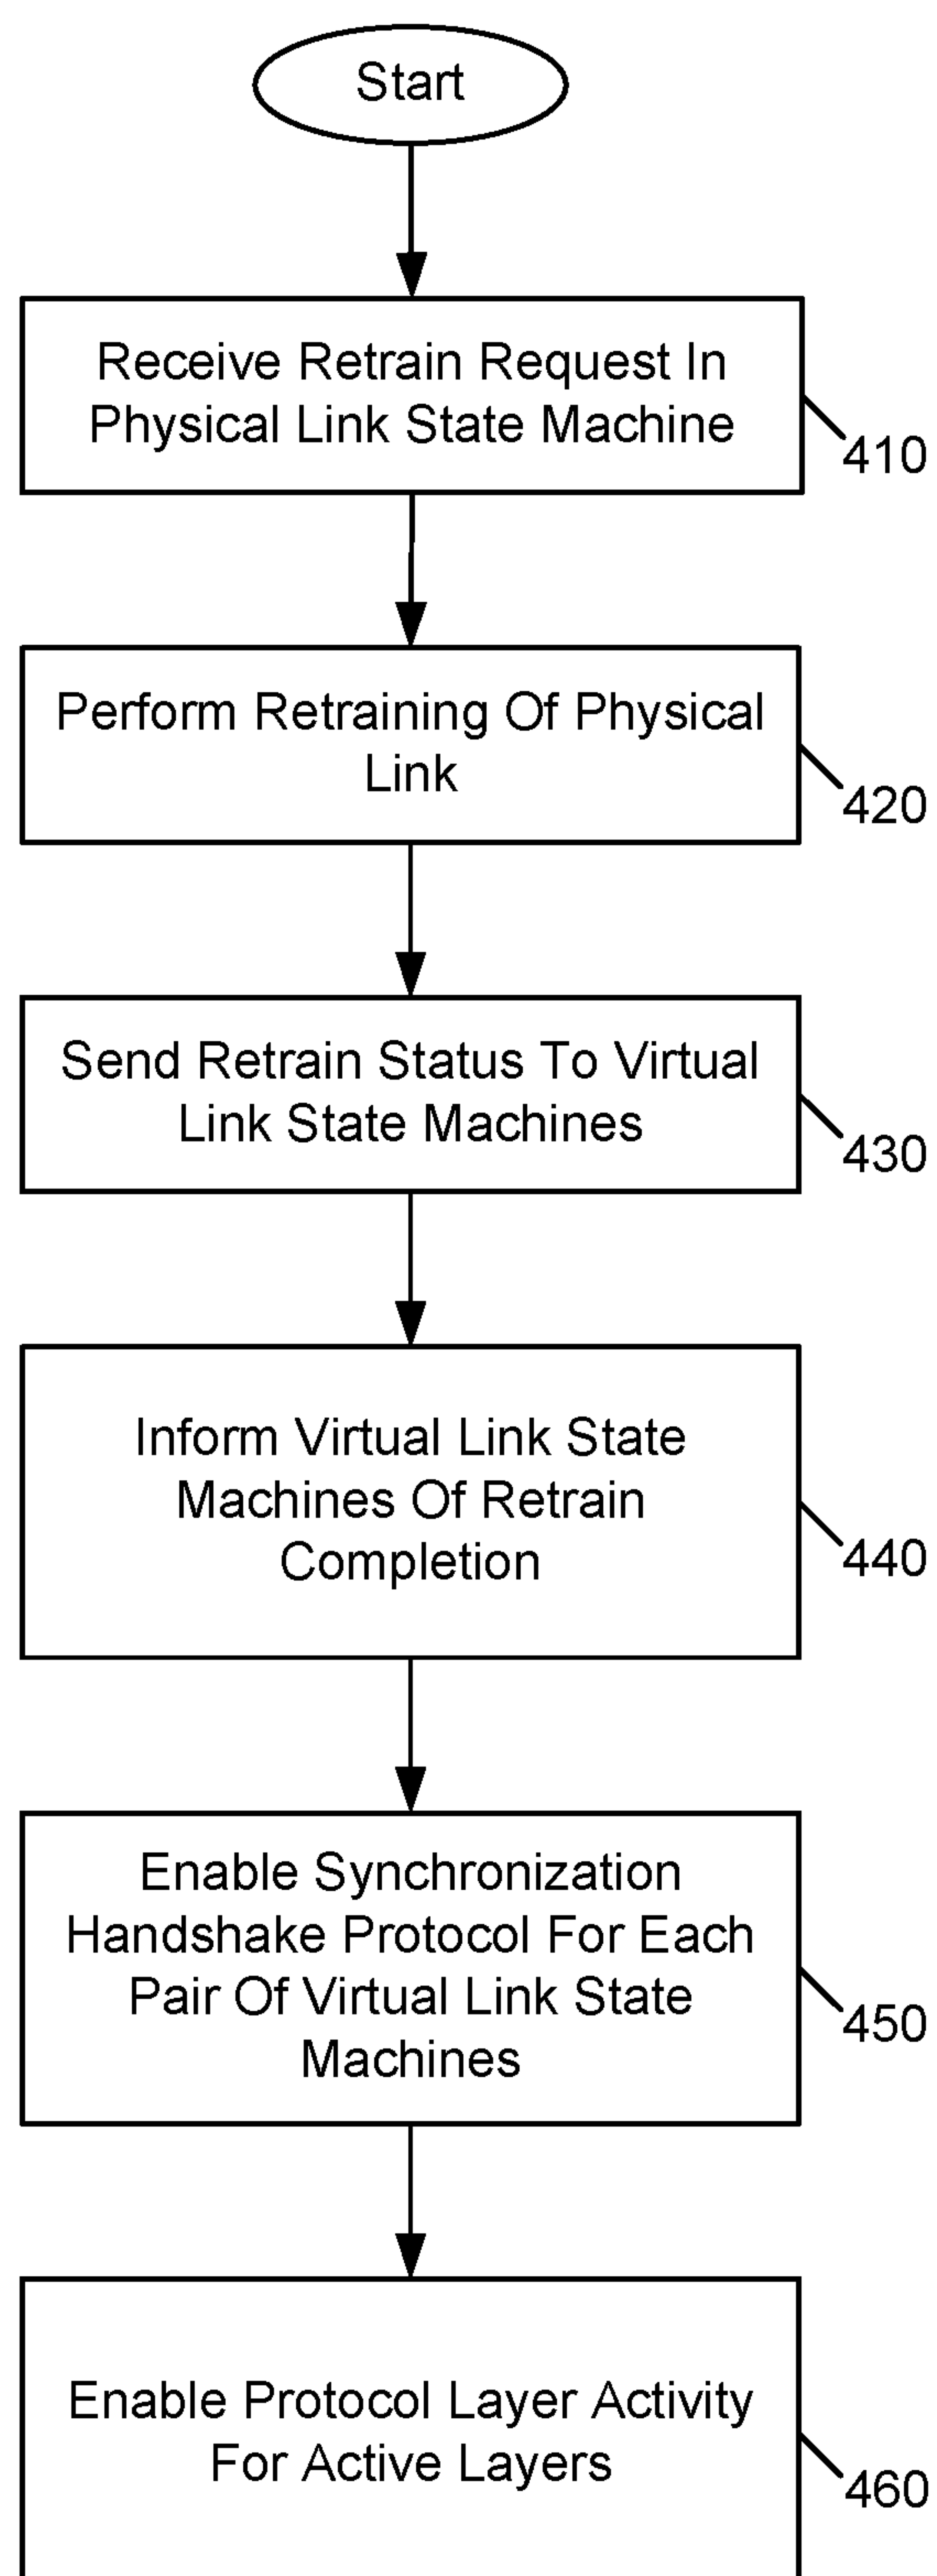 Start
Receive Retrain Request In
Physical Link State Machine
410
Perform Retraining Of Physical
Link
420
Send Retrain Status To Virtual
Link State Machines
430
Inform Virtual Link State
Machines Of Retrain
Completion
440
Enable Synchronization
Handshake Protocol For Each
Pair Of Virtual Link State
Machines
450
Enable Protocol Layer Activity
For Active Layers
460